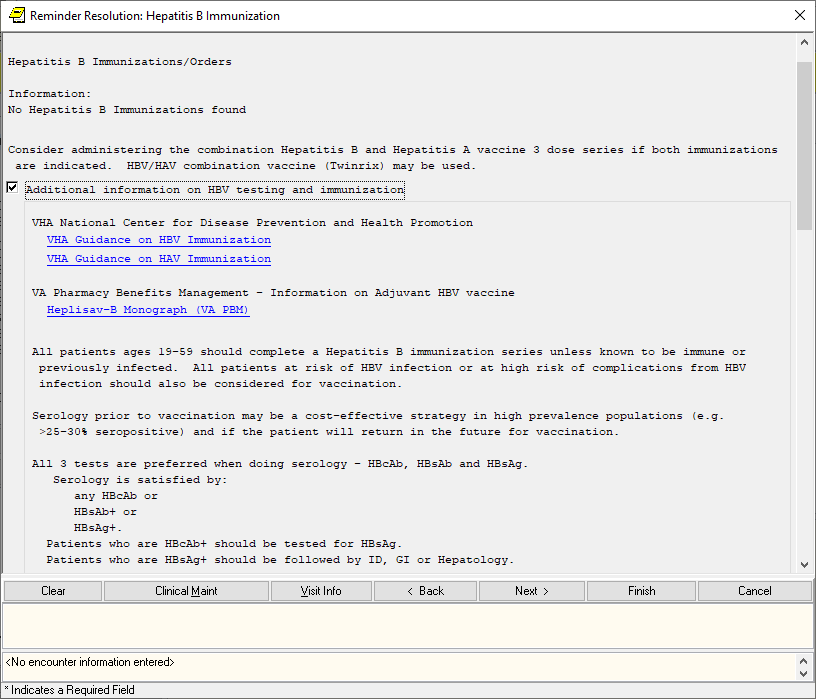 Reminder Resolution: Hepatitis B Immunization
Hepatitis B Immunizations/Orders
Information:
No Hepatitis B Immunizations found
Consider administering the combination Hepatitis B and Hepatitis A vaccine 3 dose series if both immunizations
are indicated.  HBV/HAV combination vaccine (Twinrix) may be used.
Additional information on HBV testing and immunization
VHA National Center for Disease Prevention and Health Promotion
VHA Guidance on HBV Immunization
VHA Guidance on HAV Immunization
VA Pharmacy Benefits Management - Information on Adjuvant HBV vaccine
Heplisav-B Monograph (VA PBM)
All patients ages 19-59 should complete a Hepatitis B immunization series unless known to be immune or
previously infected.  All patients at risk of HBV infection or at high risk of complications from HBV
infection should also be considered for vaccination.
Serology prior to vaccination may be a cost-effective strategy in high prevalence populations (e.g.
>25-30% seropositive) and if the patient will return in the future for vaccination.
All 3 tests are preferred when doing serology - HBcAb, HBsAb and HBsAg.
Serology is satisfied by:
any HBcAb or
HBsAb+ or
HBsAg+.
Patients who are HBcAb+ should be tested for HBsAg.
Patients who are HBsAg+ should be followed by ID, GI or Hepatology.
Clear Clinical Maint Visit Info < Back Next > Finish Cancel
<No encounter information entered>
* Indicates a Required Field